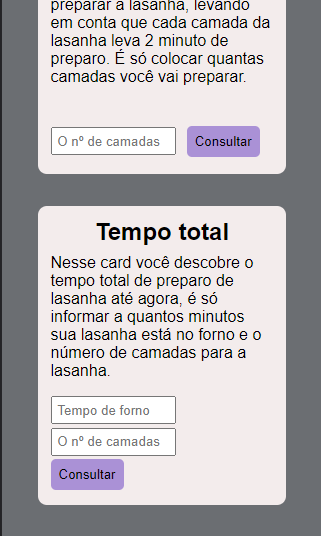 preparar a lasanha, levando
em conta que cada camada da
lasanha leva 2 minuto de
preparo. É só colocar quantas
camadas você vai preparar.
O nº de camadas
Consultar
Tempo total
Nesse card você descobre o
tempo total de preparo de
lasanha até agora, é só
informar a quantos minutos
sua lasanha está no forno e o
número de camadas para a
lasanha.
Tempo de forno
O nº de camadas
Consultar